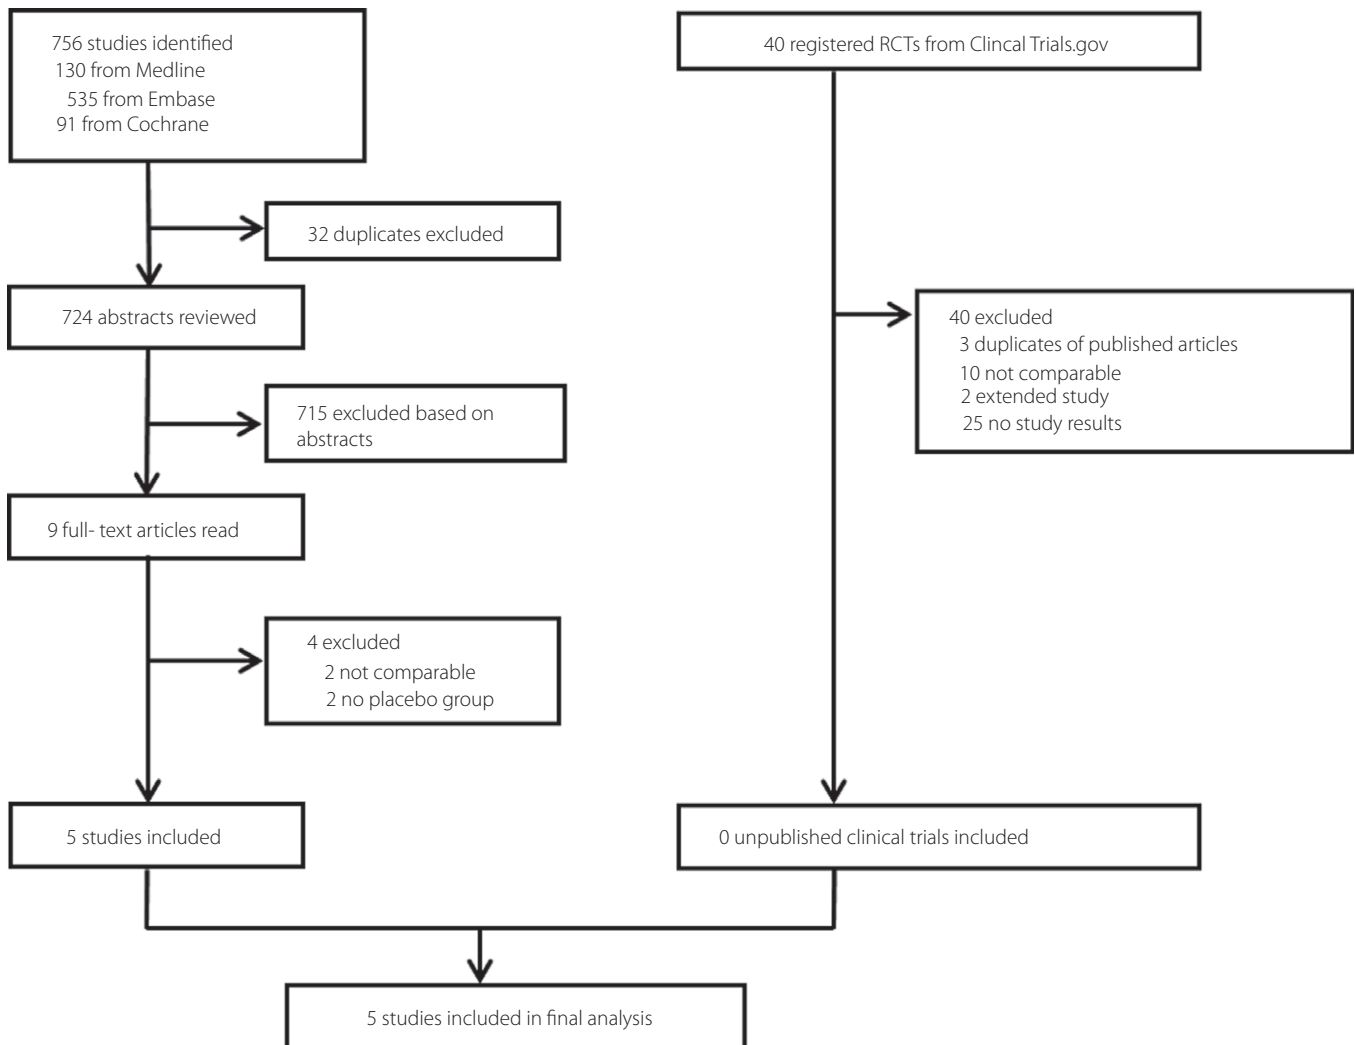 756 studies identified
130 from Medline
535 from Embase
91 from Cochrane
40 registered RCTs from Clincal Trials.gov
32 duplicates excluded
724 abstracts reviewed
40 excluded
3 duplicates of published articles
10 not comparable
2 extended study
25 no study results
715 excluded based on
abstracts
9 full- text articles read
4 excluded
2 not comparable
2 no placebo group
5 studies included
0 unpublished clinical trials included
5 studies included in final analysis